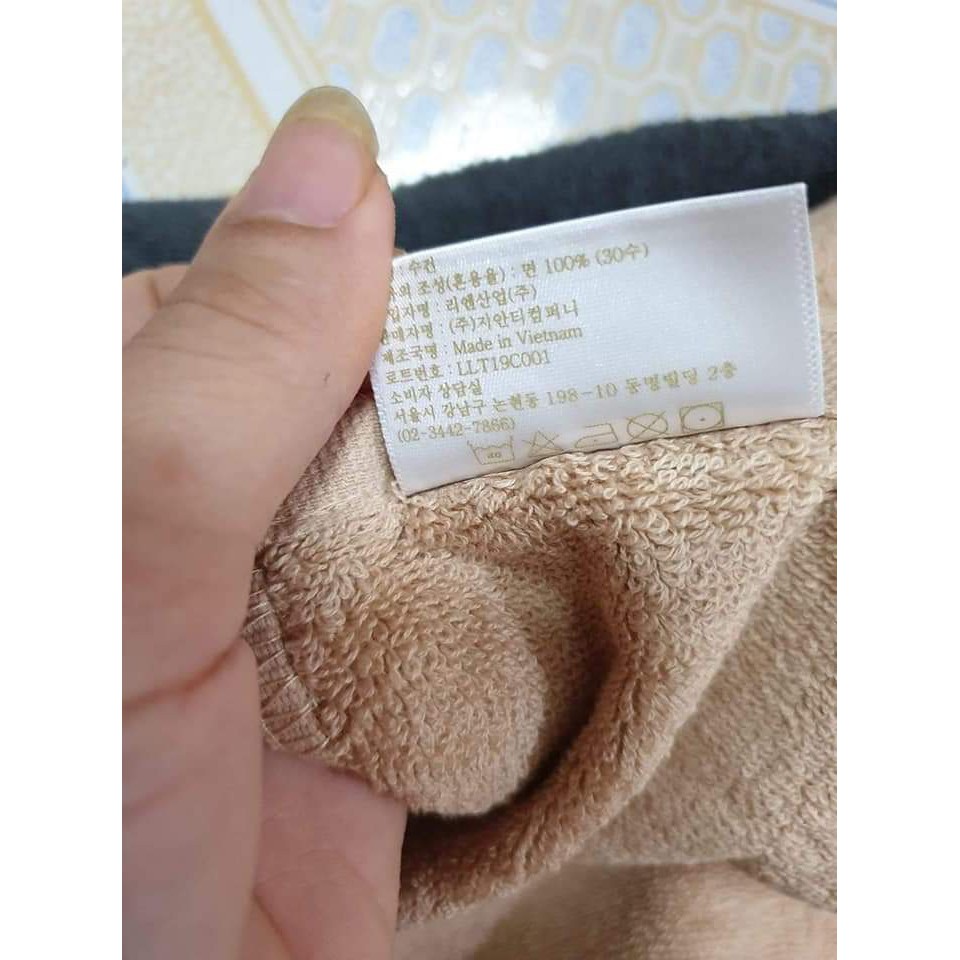 수건
의 조성(혼용율) : 면 100% (30수)
입자명 : 리엔산업(주)
판매자명 : (주)지안티컴퍼니
제조국명 : Made in Vietnam
로트번호 : LLT19C001
소비자 상담실
서울시 강남구 논현동 198-10 동명빌딩 2층
(02-3442-7866)